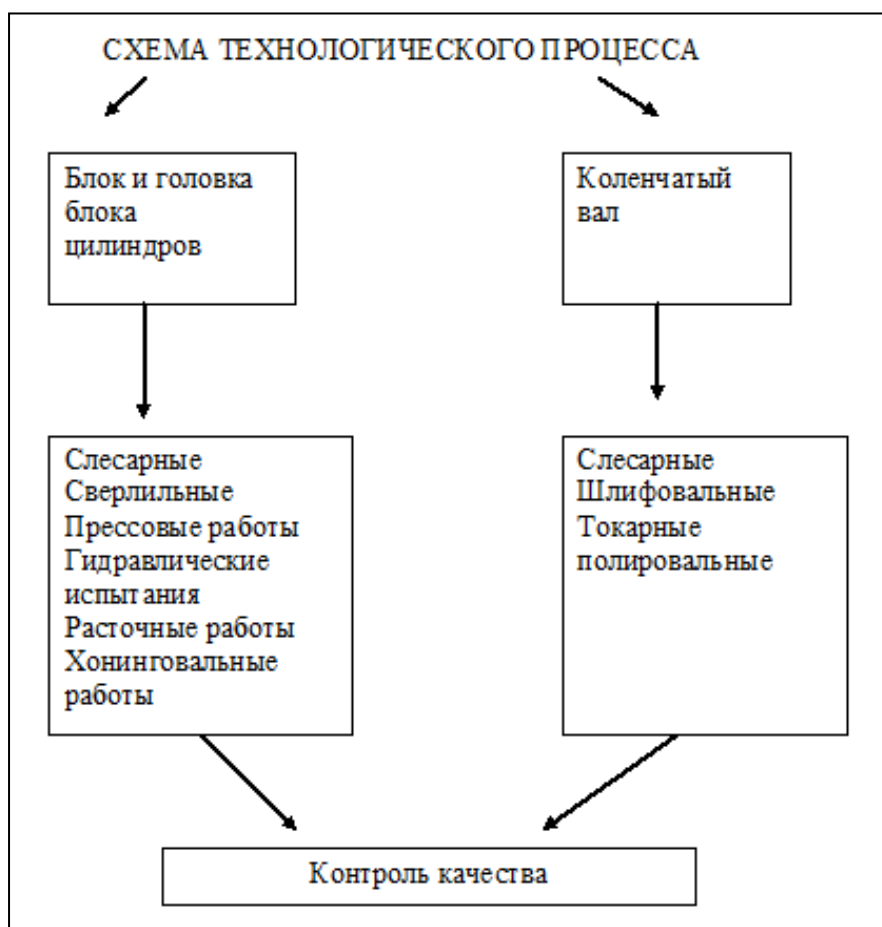 СХЕМА ТЕХНОЛОГИЧЕСКОГО ПРОЦЕССА
Блок и головка
блока
цилиндров
Коленчатый
вал
Слесарные
Сверлильные
Прессовые работы
Гидравлические
испытания
Расточные работы
Хонинговальные
работы
Слесарные
Шлифовальные
Токарные
полировальные
Контроль качества